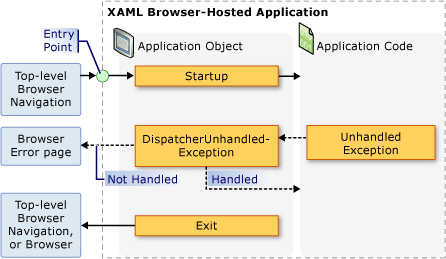 XAML Browser-Hosted Application
Entry
Point
Application Object
Application Code
Top-level
Browser
Navigation
Startup
Browser
Error page
DispatcherUnhandled-
Exception
Unhandled
Exception
Not Handled
Handled
Top-level
Browser
Navigation,
or Browser
Exit